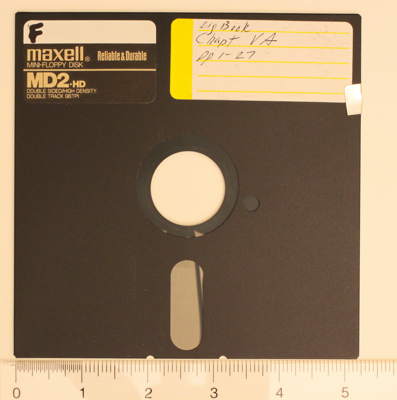 F
maxell® Reliable & Durable
MINI-FLOPPY DISK
MD2-HD
DOUBLE SIDED/HIGH DENSITY
DOUBLE TRACK 96TPI
Book
Chapt VA
pp 1-27
0 1 2 3 4 5